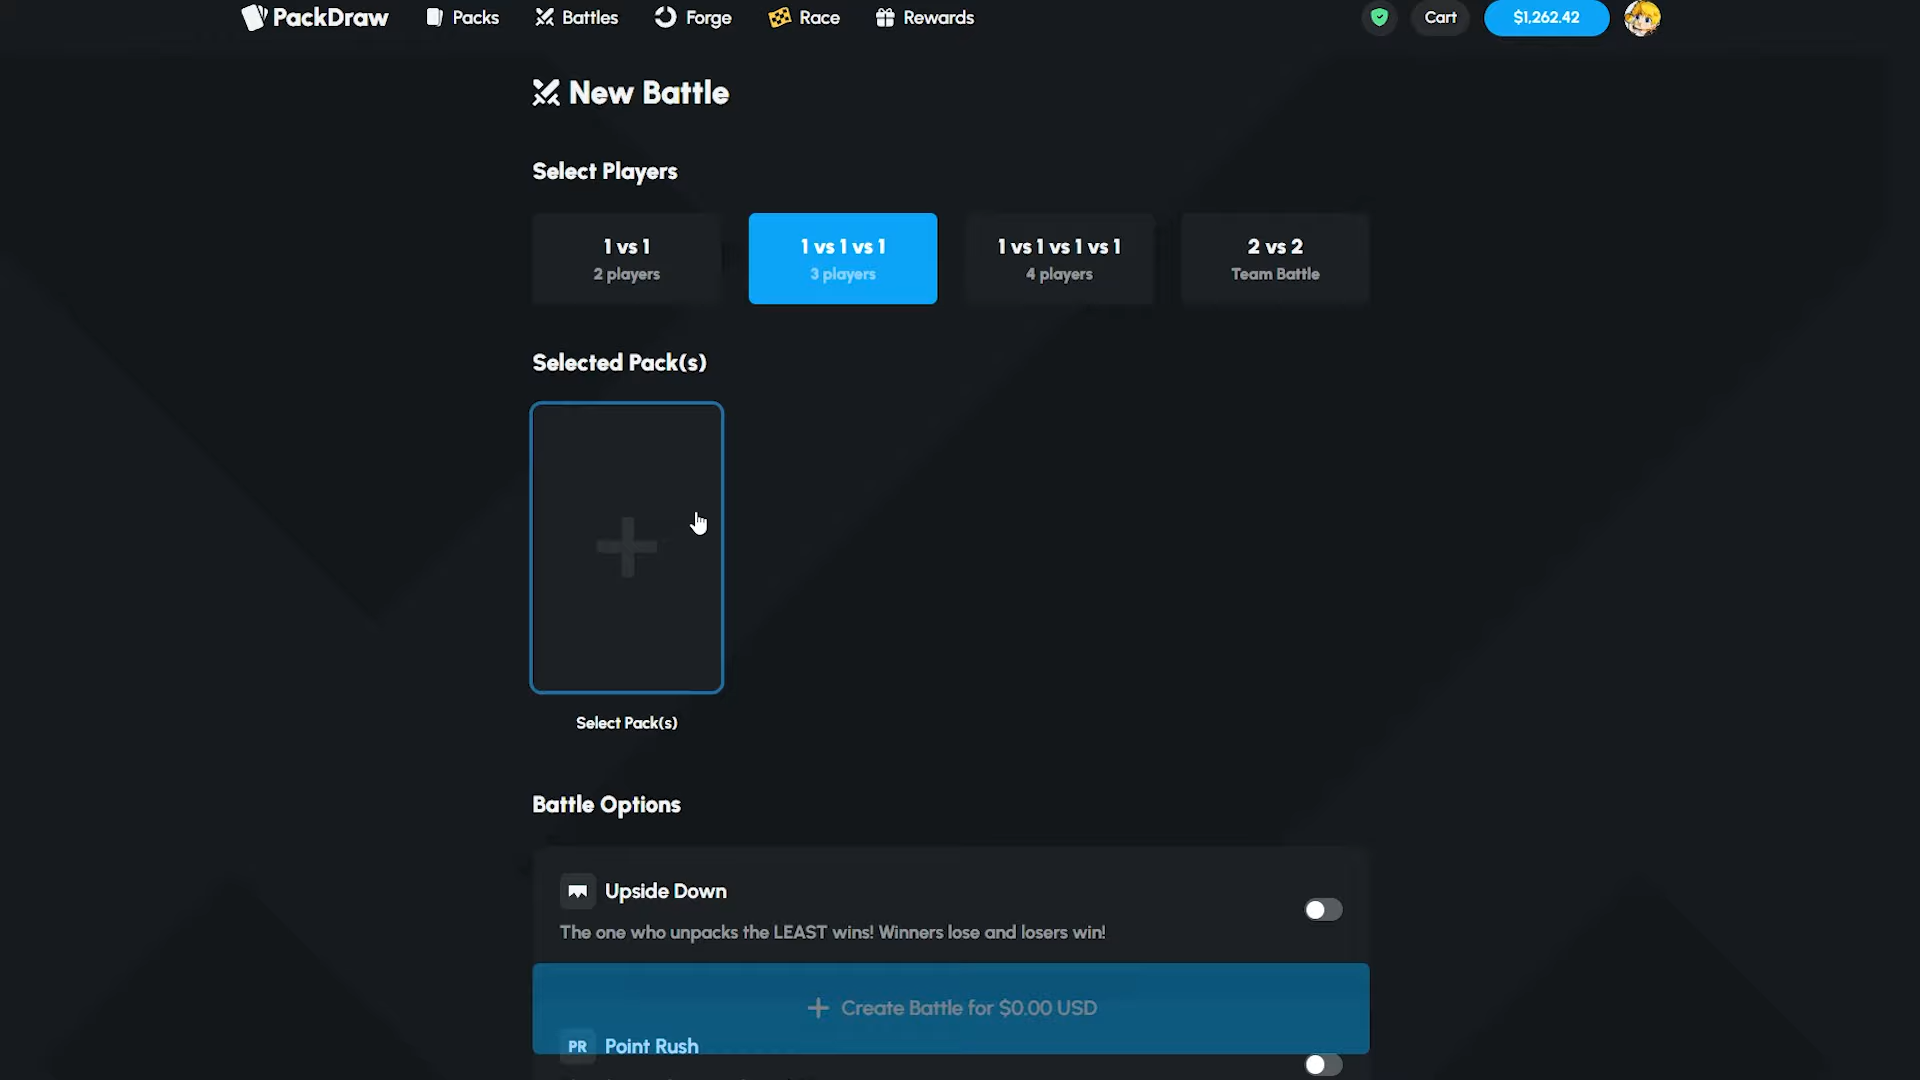 PackDraw
Packs
Battles
Forge
Race
Rewards
Cart
$1,262.42
New Battle
Select Players
1 vs 1
2 players
1 vs 1 vs 1
3 players
1 vs 1 vs 1 vs 1
4 players
2 vs 2
Team Battle
Selected Pack(s)
Select Pack(s)
Battle Options
Upside Down
The one who unpacks the LEAST wins! Winners lose and losers win!
Create Battle for $0.00 USD
PR Point Rush